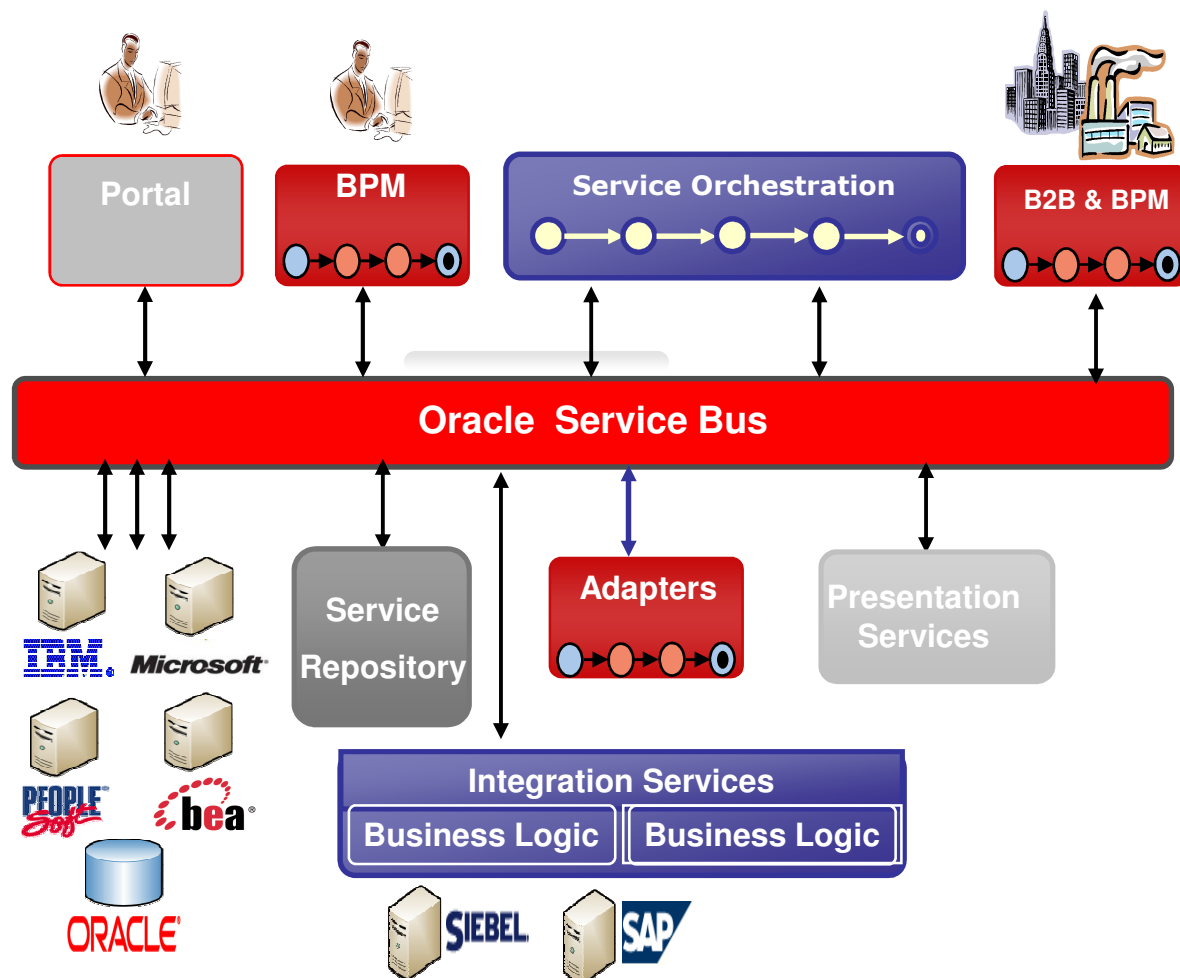 Portal
BPM
Service Orchestration
B2B & BPM
Oracle Service Bus
Service
Repository
Adapters
Presentation
Services
IBM®
Microsoft®
PEOPLE
Soft
bea®
ORACLE®
Integration Services
Business Logic
Business Logic
SIEBEL
SAP